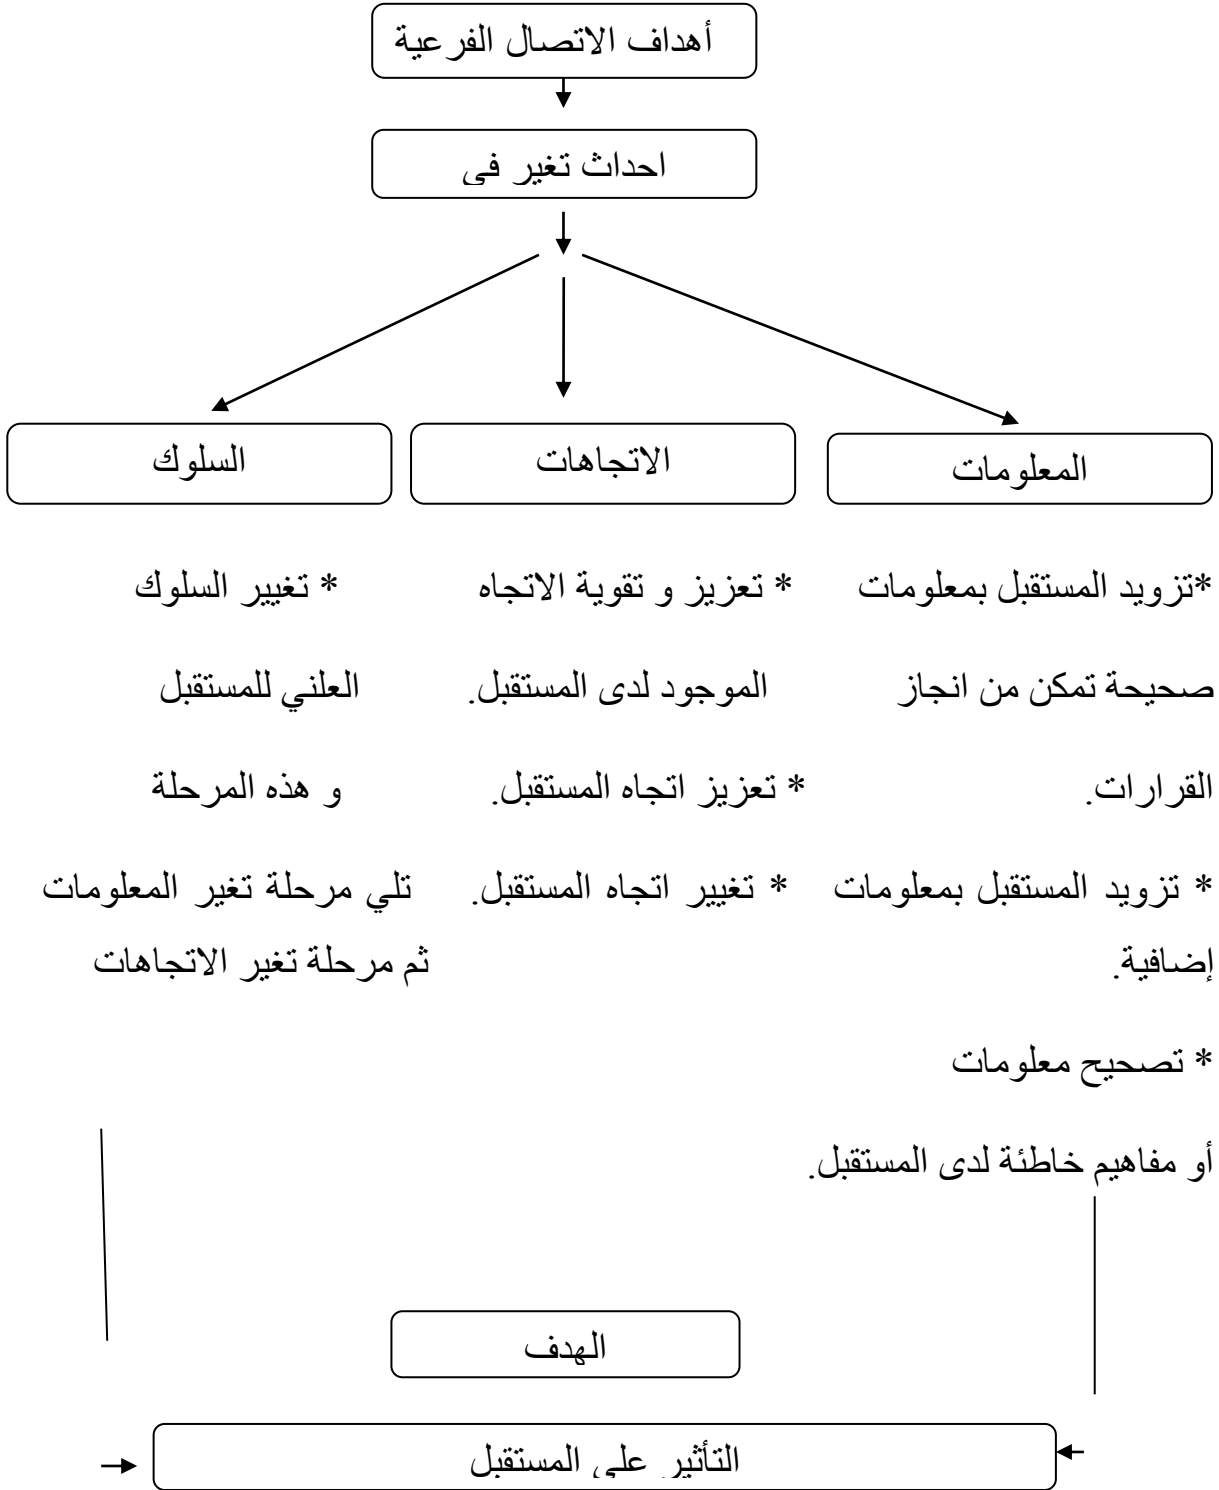 أهداف الاتصال الفرعية
احداث تغير في
المعلومات
الاتجاهات
السلوك
*تزويد المستقبل بمعلومات
صحيحة تمكن من انجاز
القرارات.
* تزويد المستقبل بمعلومات
إضافية.
* تصحيح معلومات
أو مفاهيم خاطئة لدى المستقبل.
* تعزيز و تقوية الاتجاه
الموجود لدى المستقبل.
* تعزيز اتجاه المستقبل.
* تغيير اتجاه المستقبل.
* تغيير السلوك
العلني للمستقبل
و هذه المرحلة
تلي مرحلة تغير المعلومات
ثم مرحلة تغير الاتجاهات
الهدف
التأثير على المستقبل